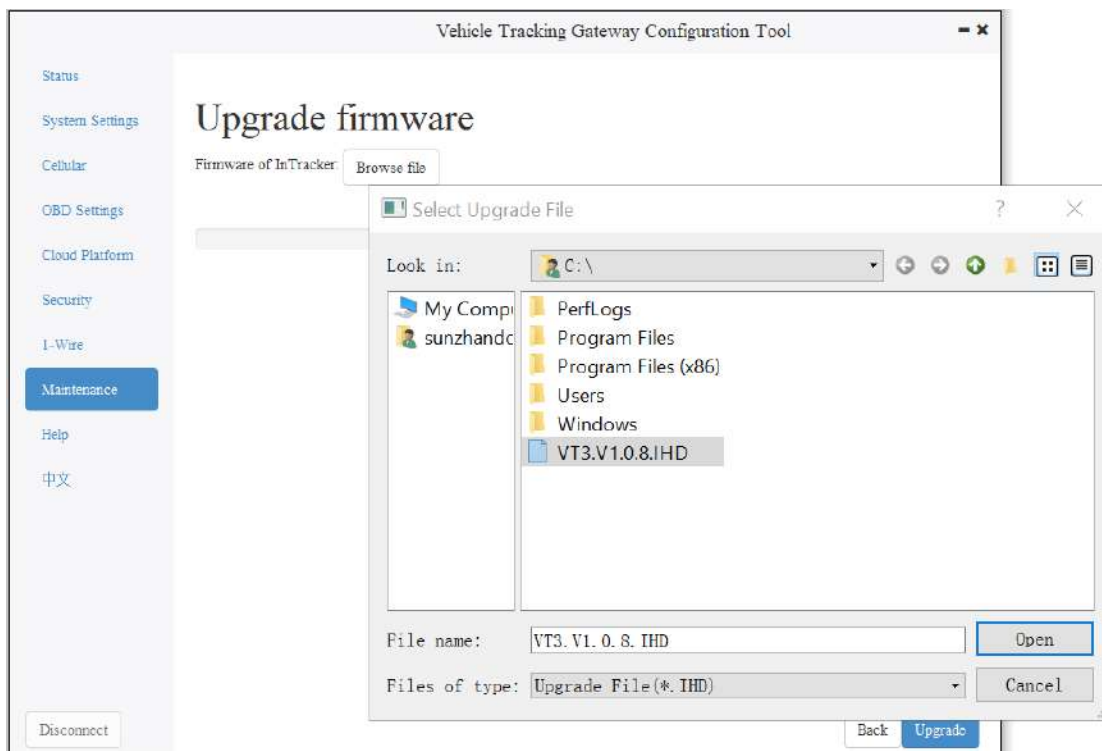 Vehicle Tracking Gateway Configuration Tool
Status
System Settings
Cellular
OBD Settings
Cloud Platform
Security
1-Wire
Maintenance
Help
中文
Disconnect
Upgrade firmware
Firmware of InTracker:
Browse file
Select Upgrade File
Look in:
C:\
My Compu
sunzhandc
PerfLogs
Program Files
Program Files (x86)
Users
Windows
VT3.V1.0.8.IHD
File name:
VT3.V1.0.8.IHD
Open
Files of type:
Upgrade File(*.IHD)
Cancel
Back
Upgrade